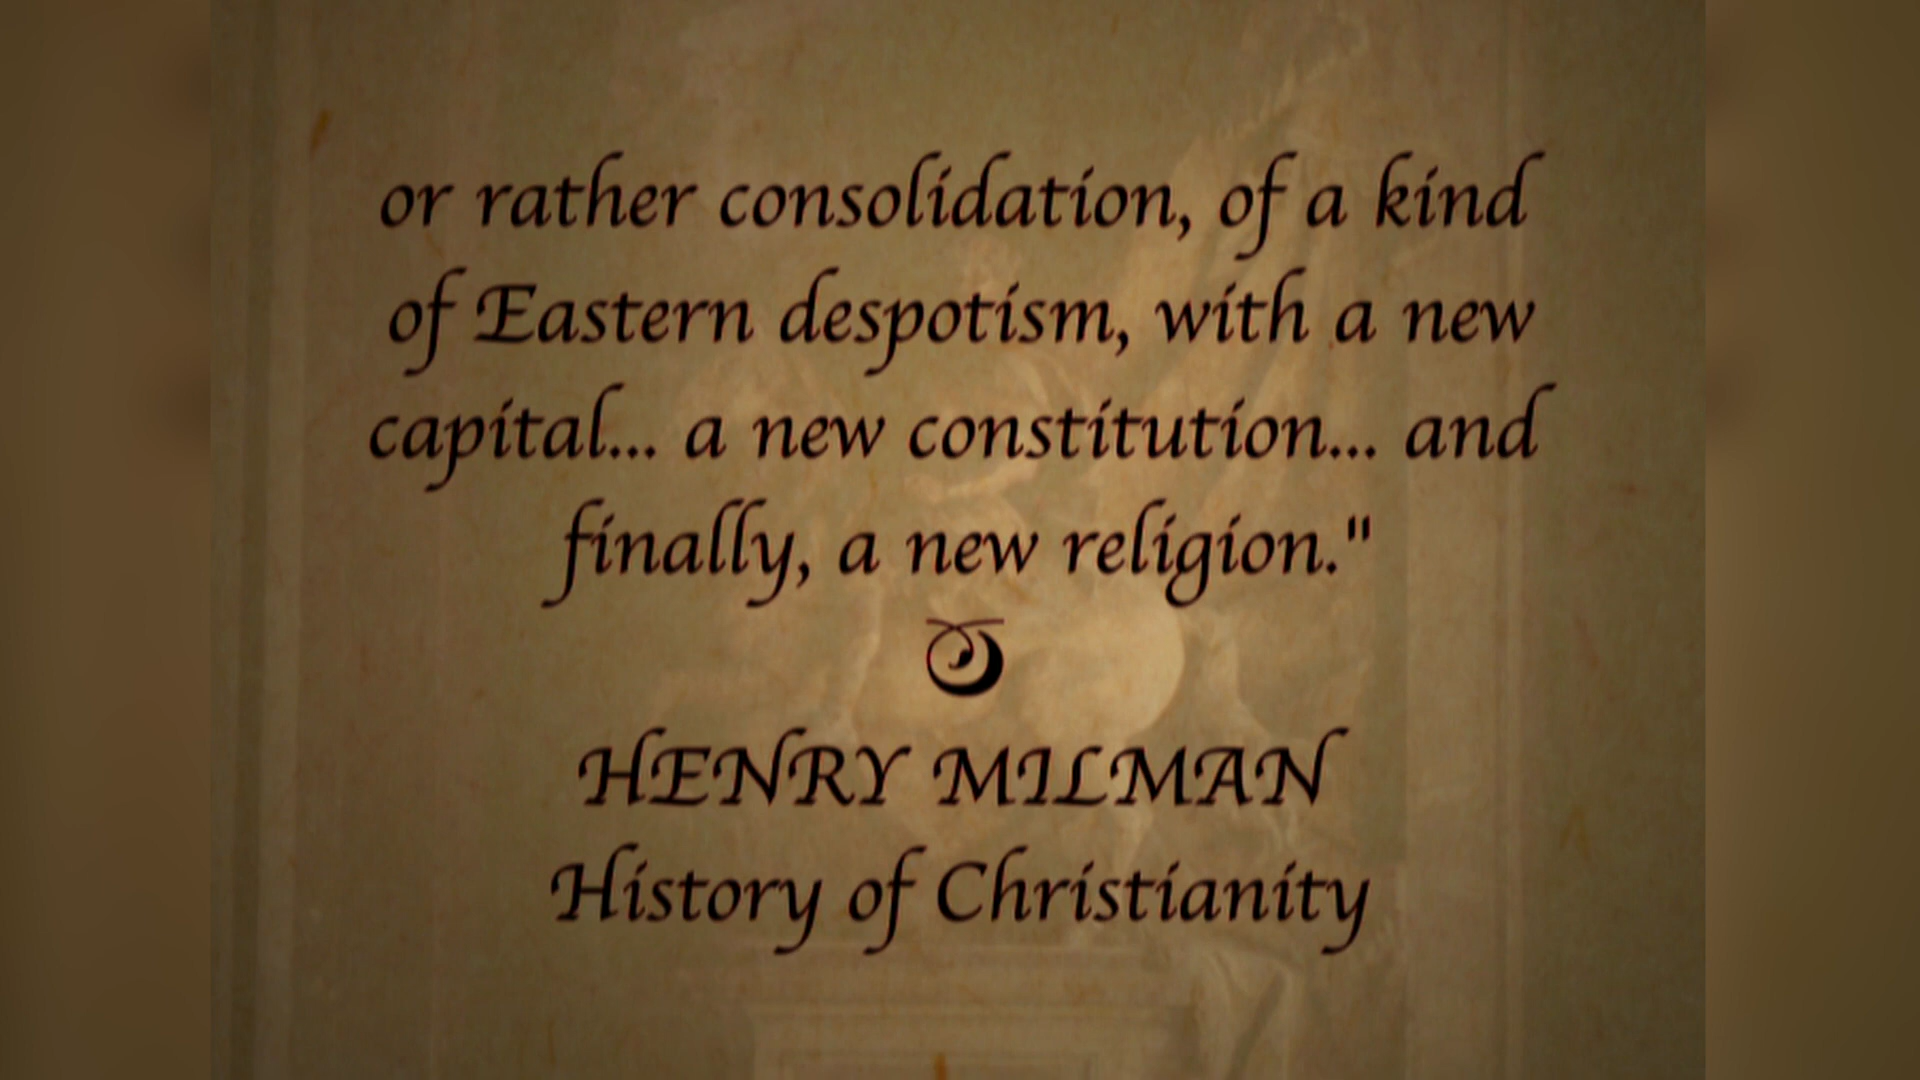 or rather consolidation, of a kind
of Eastern despotism, with a new
capital... a new constitution... and
finally, a new religion."
HENRY MILMAN
History of Christianity